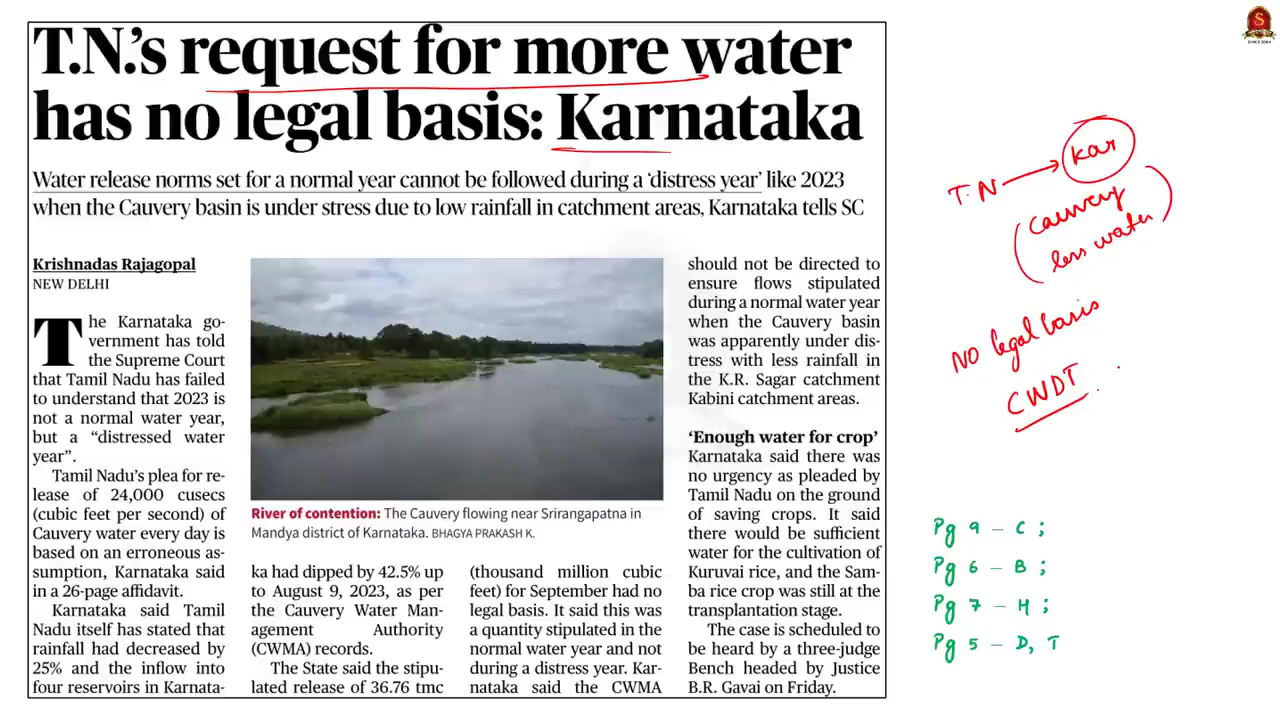 T.N.'s request for more water
has no legal basis: Karnataka
Water release norms set for a normal year cannot be followed during a 'distress year' like 2023
when the Cauvery basin is under stress due to low rainfall in catchment areas, Karnataka tells SC
Krishnadas Rajagopal
NEW DELHI
The Karnataka go-
vernment has told
the Supreme Court
that Tamil Nadu has failed
to understand that 2023 is
not a normal water year,
but a “distressed water
year”.
Tamil Nadu's plea for re-
lease of 24,000 cusecs
(cubic feet per second) of
Cauvery water every day is
based on an erroneous as-
sumption, Karnataka said
in a 26-page affidavit.
Karnataka said Tamil
Nadu itself has stated that
rainfall had decreased by
25% and the inflow into
four reservoirs in Karnata-
River of contention: The Cauvery flowing near Srirangapatna in
Mandya district of Karnataka. BHAGYA PRAKASH K.
ka had dipped by 42.5% up
to August 9, 2023, as per
the Cauvery Water Man-
agement Authority
(CWMA) records.
The State said the stipu-
lated release of 36.76 tmc
(thousand million cubic
feet) for September had no
legal basis. It said this was
a quantity stipulated in the
normal water year and not
during a distress year. Kar-
nataka said the CWMA
should not be directed to
ensure flows stipulated
during a normal water year
when the Cauvery basin
was apparently under dis-
tress with less rainfall in
the K.R. Sagar catchment
Kabini catchment areas.
'Enough water for crop'
Karnataka said there was
no urgency as pleaded by
Tamil Nadu on the ground
of saving crops. It said
there would be sufficient
water for the cultivation of
Kuruvai rice, and the Sam-
ba rice crop was still at the
transplantation stage.
The case is scheduled to
be heard by a three-judge
Bench headed by Justice
B.R. Gavai on Friday.
S
SINCE 2004
T.N → Kar
(Cauvery
less water)
No legal basis
CWDT
Pg 9 – C ;
Pg 6 – B ;
Pg 7 – H ;
Pg 5 – D, T